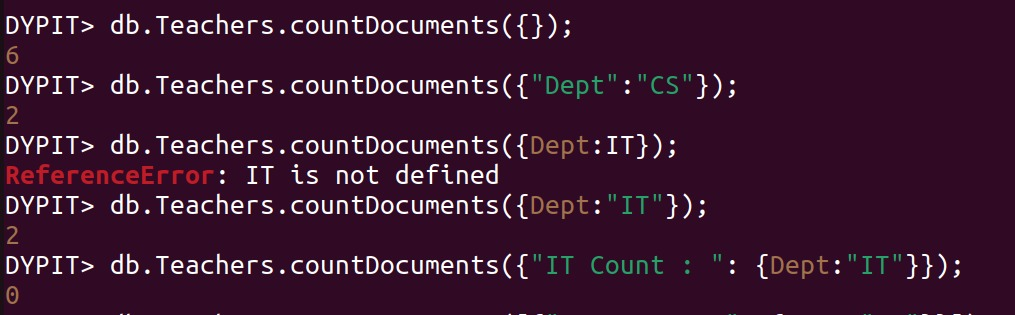 DYPIT> db.Teachers.countDocuments({});
6
DYPIT> db.Teachers.countDocuments({"Dept":"CS"});
2
DYPIT> db.Teachers.countDocuments({Dept:IT});
ReferenceError: IT is not defined
DYPIT> db.Teachers.countDocuments({Dept:"IT"});
2
DYPIT> db.Teachers.countDocuments({"IT Count : ": {Dept:"IT"}});
0